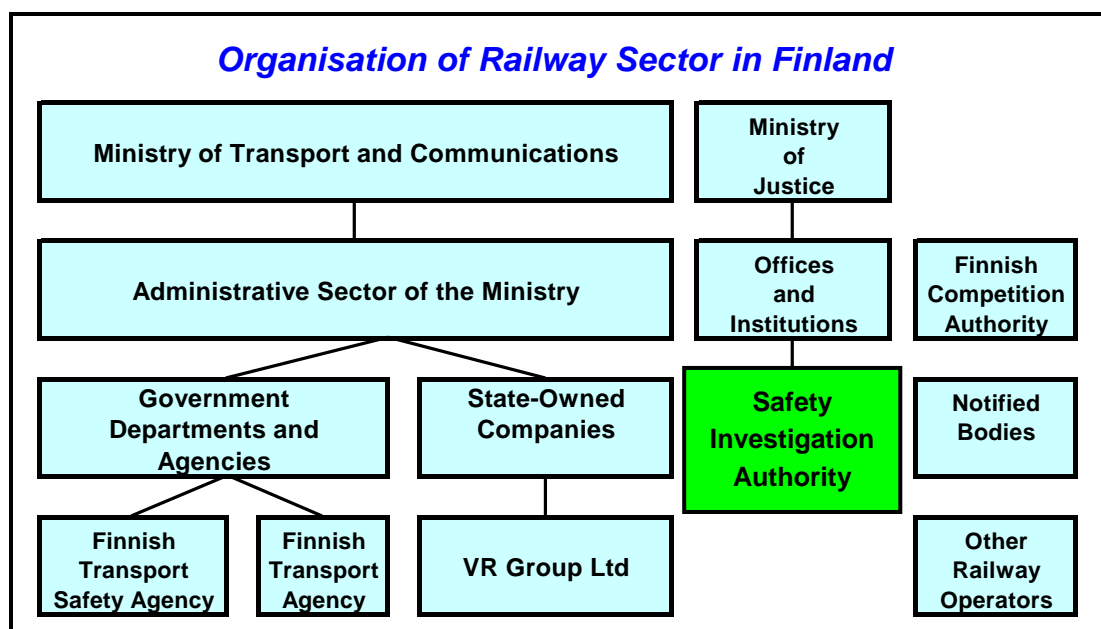 Organisation of Railway Sector in Finland
Ministry of Transport and Communications
Ministry
of
Justice
Administrative Sector of the Ministry
Offices
and
Institutions
Finnish
Competition
Authority
Government
Departments and
Agencies
State-Owned
Companies
Safety
Investigation
Authority
Notified
Bodies
Finnish
Transport
Safety Agency
Finnish
Transport
Agency
VR Group Ltd
Other
Railway
Operators